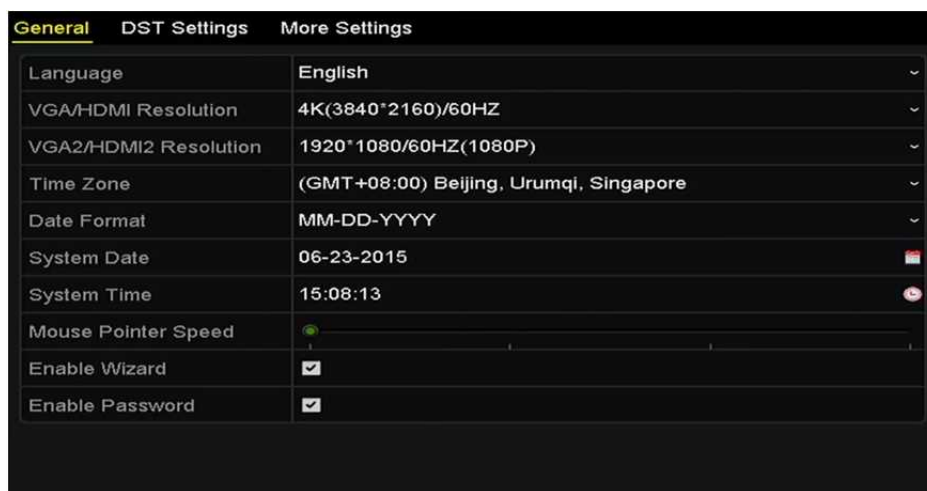 General DST Settings More Settings
Language English
VGA/HDMI Resolution 4K(3840*2160)/60HZ
VGA2/HDMI2 Resolution 1920*1080/60HZ(1080P)
Time Zone (GMT+08:00) Beijing, Urumqi, Singapore
Date Format MM-DD-YYYY
System Date 06-23-2015
System Time 15:08:13
Mouse Pointer Speed
Enable Wizard
Enable Password